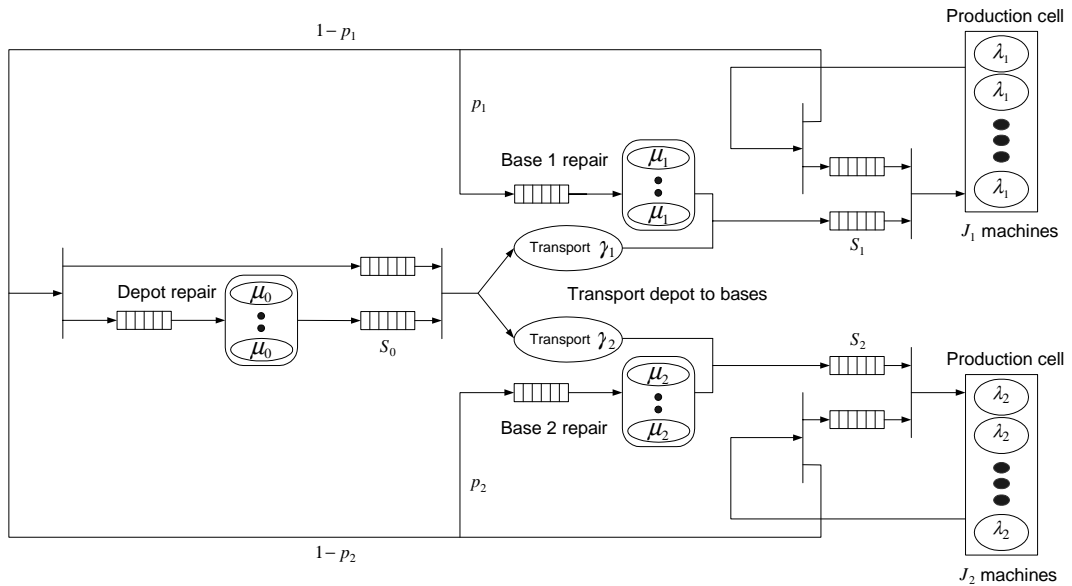 Production cell
1 − p₁
λ₁
λ₁
p₁
Base 1 repair
μ₁
μ₁
λ₁
S₁
J₁ machines
Transport γ₁
Depot repair
μ₀
μ₀
S₀
Transport depot to bases
Transport γ₂
S₂
Production cell
μ₂
μ₂
λ₂
λ₂
Base 2 repair
p₂
λ₂
1 − p₂
J₂ machines